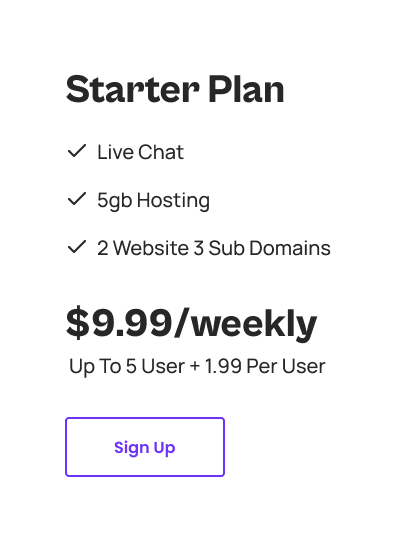 Starter Plan
Live Chat
5gb Hosting
2 Website 3 Sub Domains
$9.99/weekly
Up To 5 User + 1.99 Per User
Sign Up